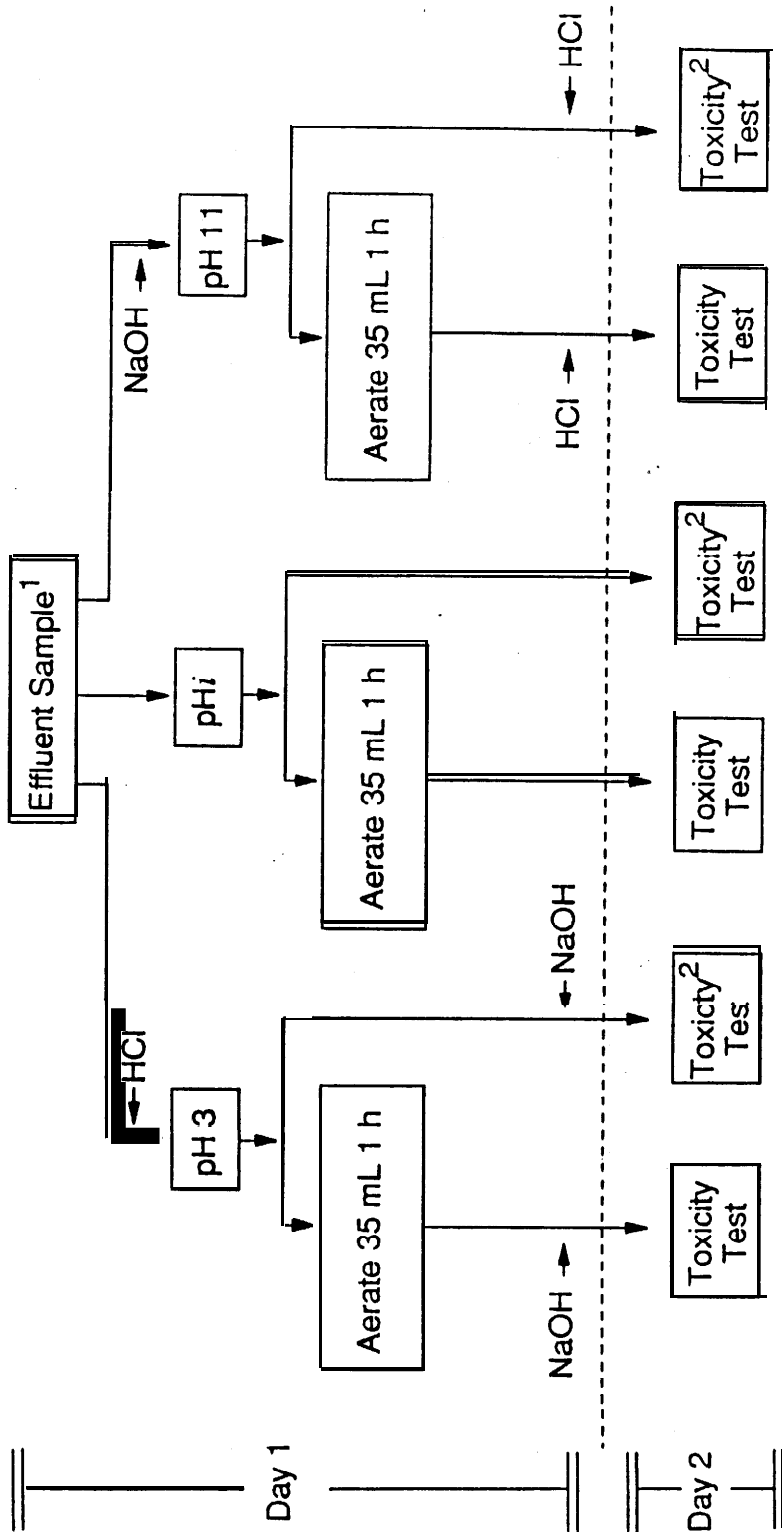 Effluent Sample¹
HCl
NaOH
pH 3
pHi
pH 11
Aerate 35 mL 1 h
Aerate 35 mL 1 h
Aerate 35 mL 1 h
Day 1
NaOH
NaOH
HCl
HCl
Day 2
Toxicity
Test
Toxicty²
Tes
Toxicity
Test
Toxicity²
Test
Toxicity
Test
Toxicity²
Test